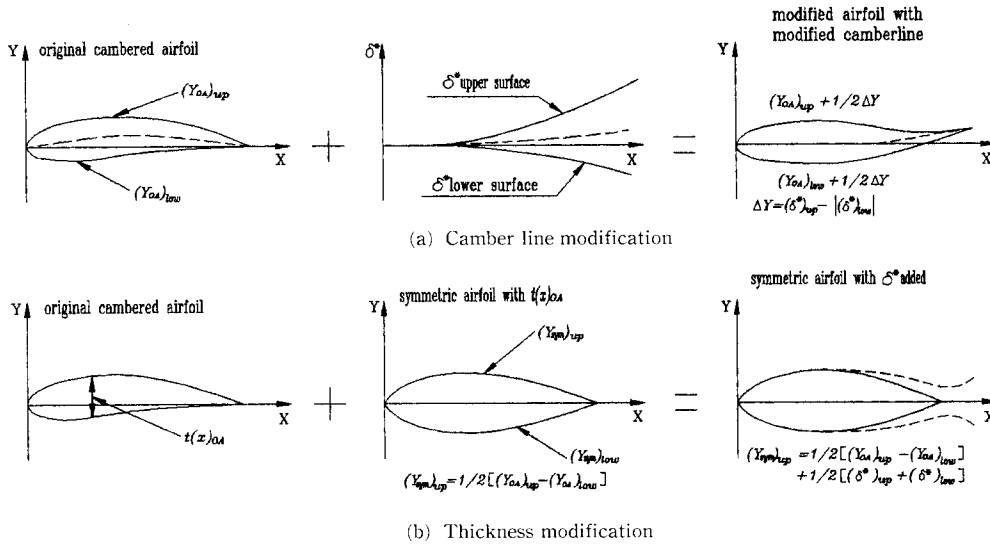 modified airfoil with
modified camberline
Y original cambered airfoil
δ*
Y
(Y_OA)_up
δ*upper surface
(Y_OA)_up + 1/2 ΔY
+
=
X
X
X
(Y_OA)_low
δ*lower surface
(Y_OA)_low + 1/2 ΔY
ΔY=(δ*)_up - |(δ*)_low|
(a) Camber line modification
Y original cambered airfoil
symmetric airfoil with t(x)_OA
symmetric airfoil with δ* added
Y
Y
(Y_sym)_up
+
=
X
X
X
t(x)_OA
(Y_sym)_low
(Y_sym)_up = 1/2[(Y_OA)_up - (Y_OA)_low]
(Y_sym)_up = 1/2[(Y_OA)_up - (Y_OA)_low]
+ 1/2[(δ*)_up + (δ*)_low]
(b) Thickness modification